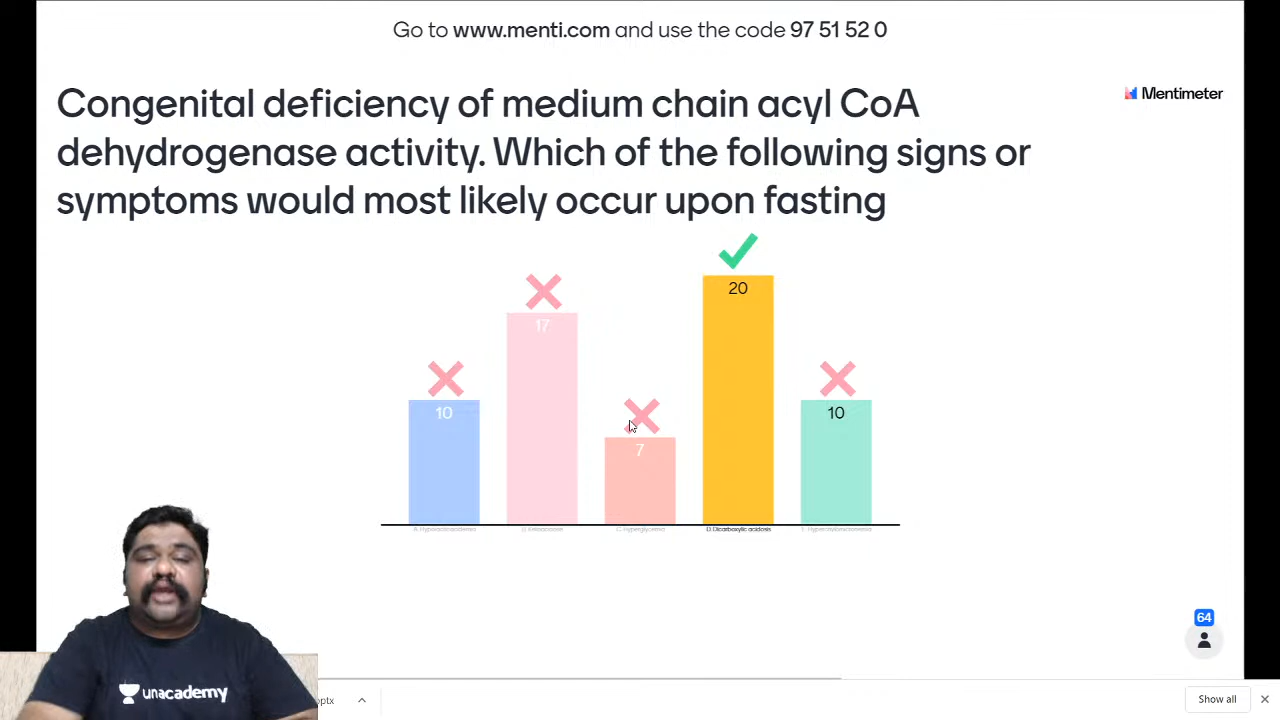 Go to www.menti.com and use the code 97 51 52 0
Mentimeter
Congenital deficiency of medium chain acyl CoA
dehydrogenase activity. Which of the following signs or
symptoms would most likely occur upon fasting
10
17
7
20
10
D. Dicarboxylic acidosis
64
unacademy
pptx
Show all